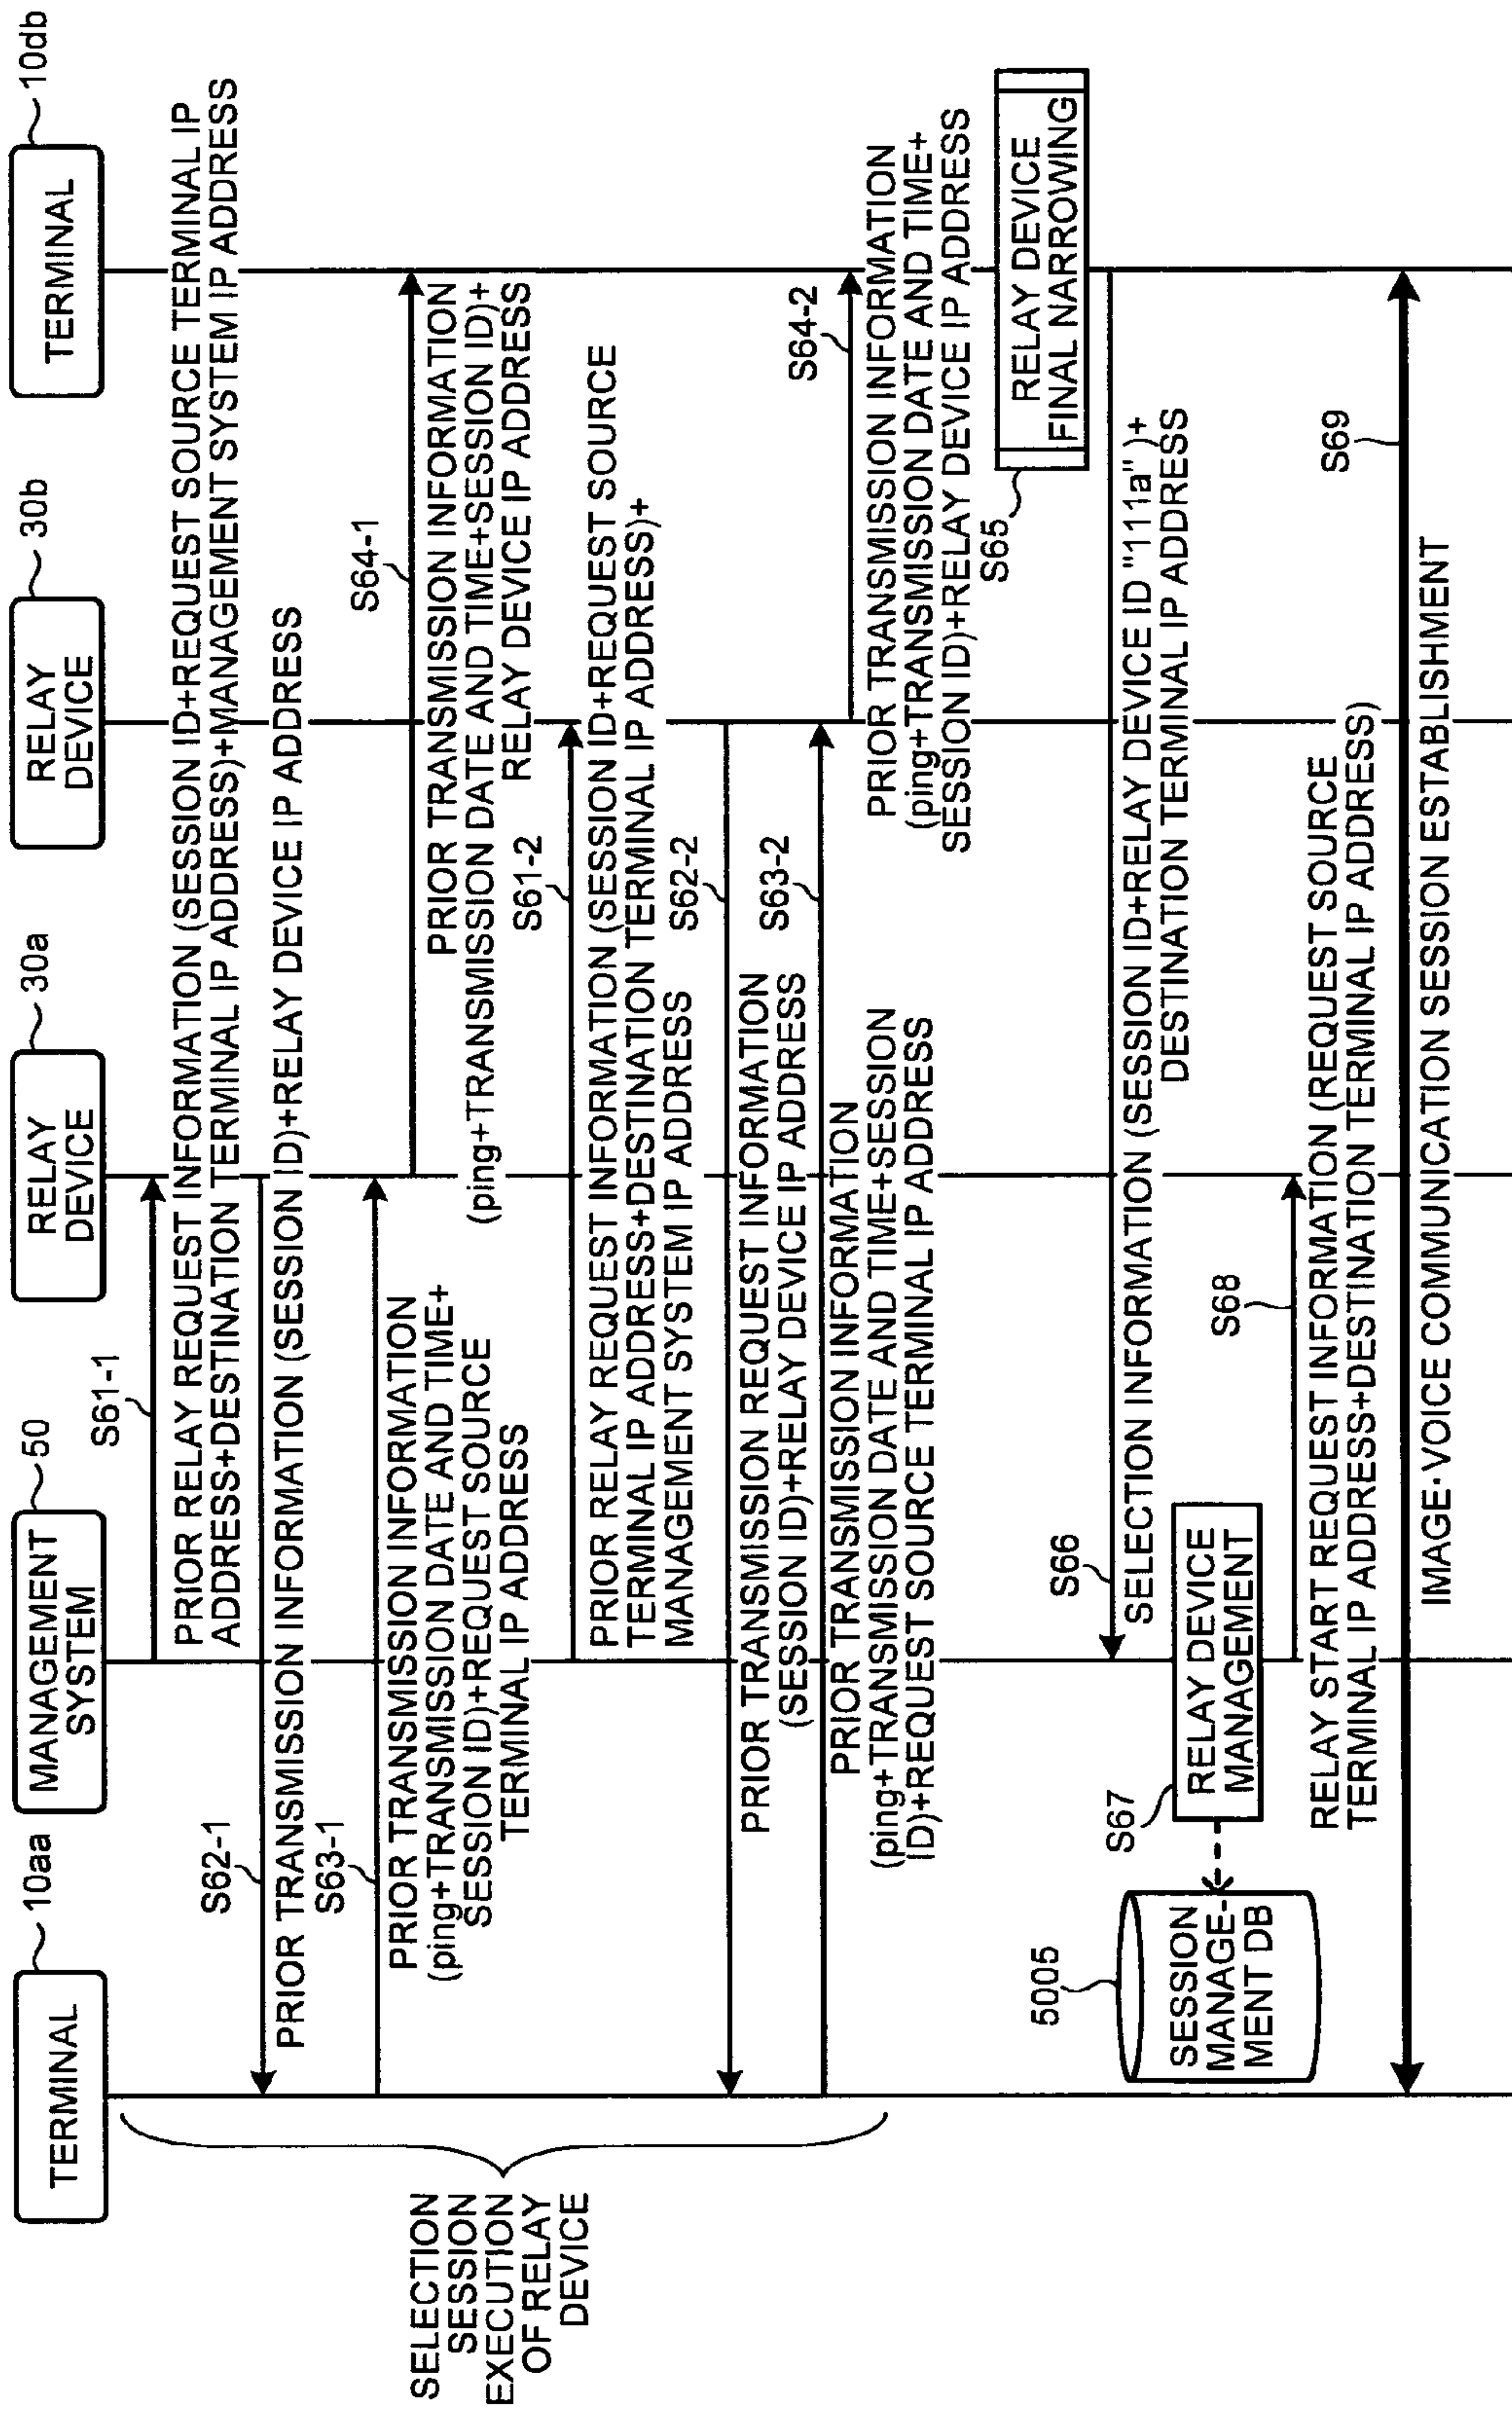 TERMINAL
10aa
MANAGEMENT
SYSTEM
50
RELAY
DEVICE
30a
RELAY
DEVICE
30b
TERMINAL
10db
SELECTION
SESSION
EXECUTION
OF RELAY
DEVICE
S61-1
PRIOR RELAY REQUEST INFORMATION (SESSION ID+REQUEST SOURCE TERMINAL IP
ADDRESS+DESTINATION TERMINAL IP ADDRESS)+MANAGEMENT SYSTEM IP ADDRESS
S62-1
PRIOR TRANSMISSION INFORMATION (SESSION ID)+RELAY DEVICE IP ADDRESS
S63-1
PRIOR TRANSMISSION INFORMATION
(ping+TRANSMISSION DATE AND TIME+
SESSION ID)+REQUEST SOURCE
TERMINAL IP ADDRESS
S64-1
PRIOR TRANSMISSION INFORMATION
(ping+TRANSMISSION DATE AND TIME+SESSION ID)+
RELAY DEVICE IP ADDRESS
S61-2
PRIOR RELAY REQUEST INFORMATION (SESSION ID+REQUEST SOURCE
TERMINAL IP ADDRESS+DESTINATION TERMINAL IP ADDRESS)+
MANAGEMENT SYSTEM IP ADDRESS
S62-2
PRIOR TRANSMISSION REQUEST INFORMATION
(SESSION ID)+RELAY DEVICE IP ADDRESS
S63-2
PRIOR TRANSMISSION INFORMATION
(ping+TRANSMISSION DATE AND TIME+SESSION
ID)+REQUEST SOURCE TERMINAL IP ADDRESS
S64-2
PRIOR TRANSMISSION INFORMATION
(ping+TRANSMISSION DATE AND TIME+
SESSION ID)+RELAY DEVICE IP ADDRESS
S65
RELAY DEVICE
FINAL NARROWING
S66
SELECTION INFORMATION (SESSION ID+RELAY DEVICE ID "111a")+
DESTINATION TERMINAL IP ADDRESS
S67
RELAY DEVICE
MANAGEMENT
5005
SESSION
MANAGE-
MENT DB
S68
RELAY START REQUEST INFORMATION (REQUEST SOURCE
TERMINAL IP ADDRESS+DESTINATION TERMINAL IP ADDRESS)
S69
IMAGE·VOICE COMMUNICATION SESSION ESTABLISHMENT